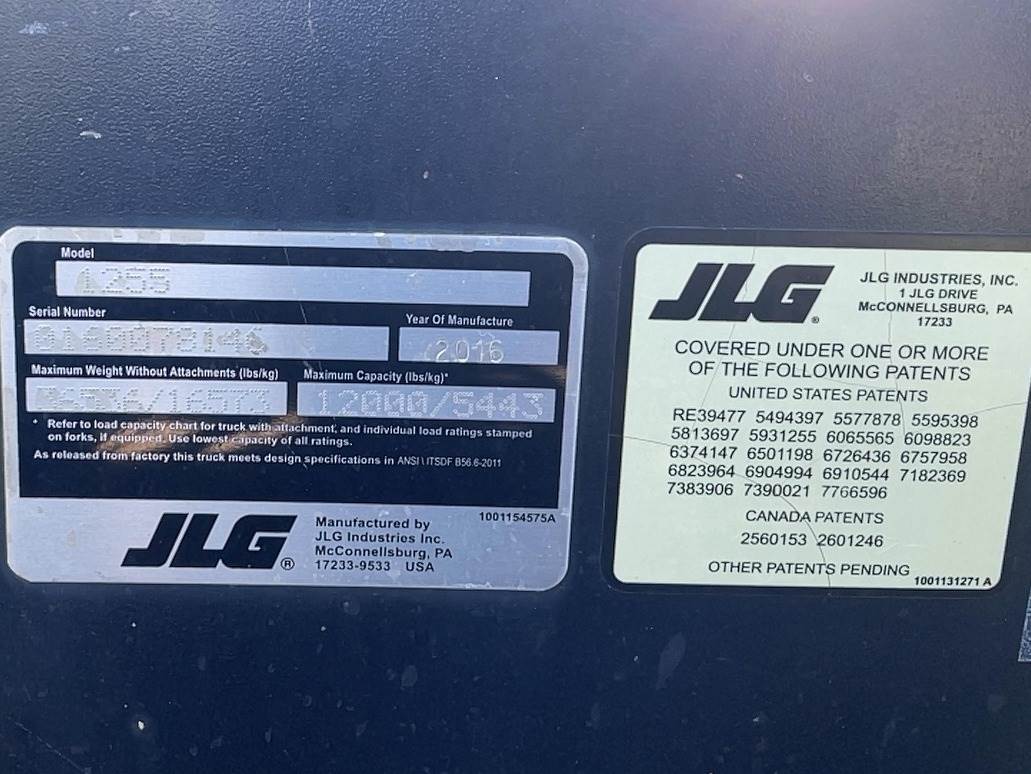 Model
Serial Number
Year Of Manufacture
2016
Maximum Weight Without Attachments (lbs/kg)
Maximum Capacity (lbs/kg)*
12000/5443
* Refer to load capacity chart for truck with attachment, and individual load ratings stamped
on forks, if equipped. Use lowest capacity of all ratings.
As released from factory this truck meets design specifications in ANSI \ ITSDF B56.6-2011
JLG®
Manufactured by
JLG Industries Inc.
McConnellsburg, PA
17233-9533 USA
1001154575A
JLG®
JLG INDUSTRIES, INC.
1 JLG DRIVE
McCONNELLSBURG, PA
17233
COVERED UNDER ONE OR MORE
OF THE FOLLOWING PATENTS
UNITED STATES PATENTS
RE39477 5494397 5577878 5595398
5813697 5931255 6065565 6098823
6374147 6501198 6726436 6757958
6823964 6904994 6910544 7182369
7383906 7390021 7766596
CANADA PATENTS
2560153 2601246
OTHER PATENTS PENDING
1001131271 A